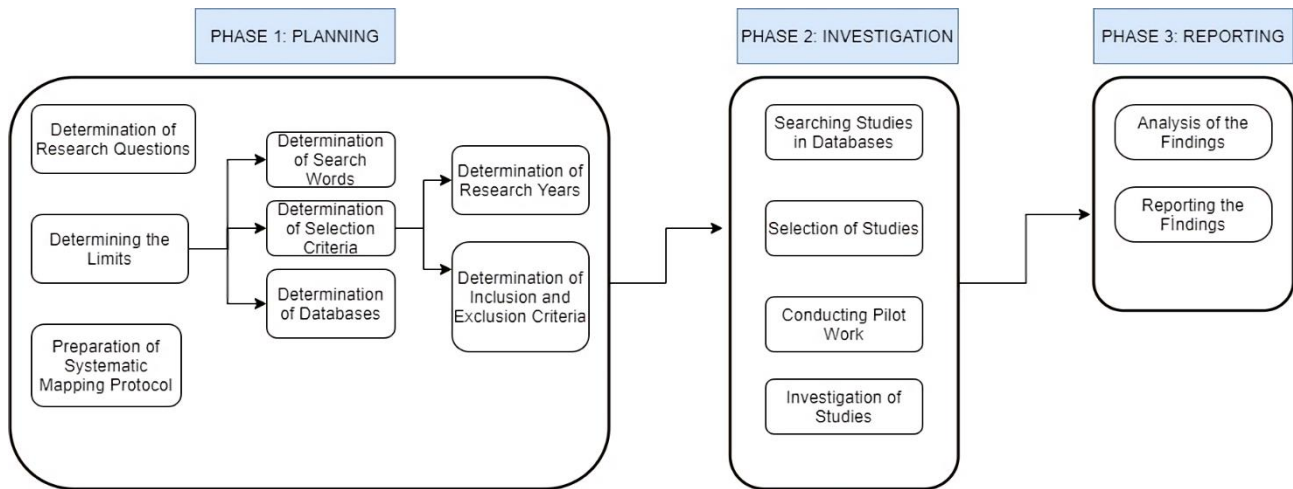 PHASE 1: PLANNING
Determination of
Research Questions
Determining the
Limits
Preparation of
Systematic
Mapping Protocol
Determination
of Search
Words
Determination
of Selection
Criteria
Determination
of Databases
Determination of
Research Years
Determination of
Inclusion and
Exclusion Criteria
PHASE 2: INVESTIGATION
Searching Studies
in Databases
Selection of Studies
Conducting Pilot
Work
Investigation of
Studies
PHASE 3: REPORTING
Analysis of the
Findings
Reporting the
Fİndings